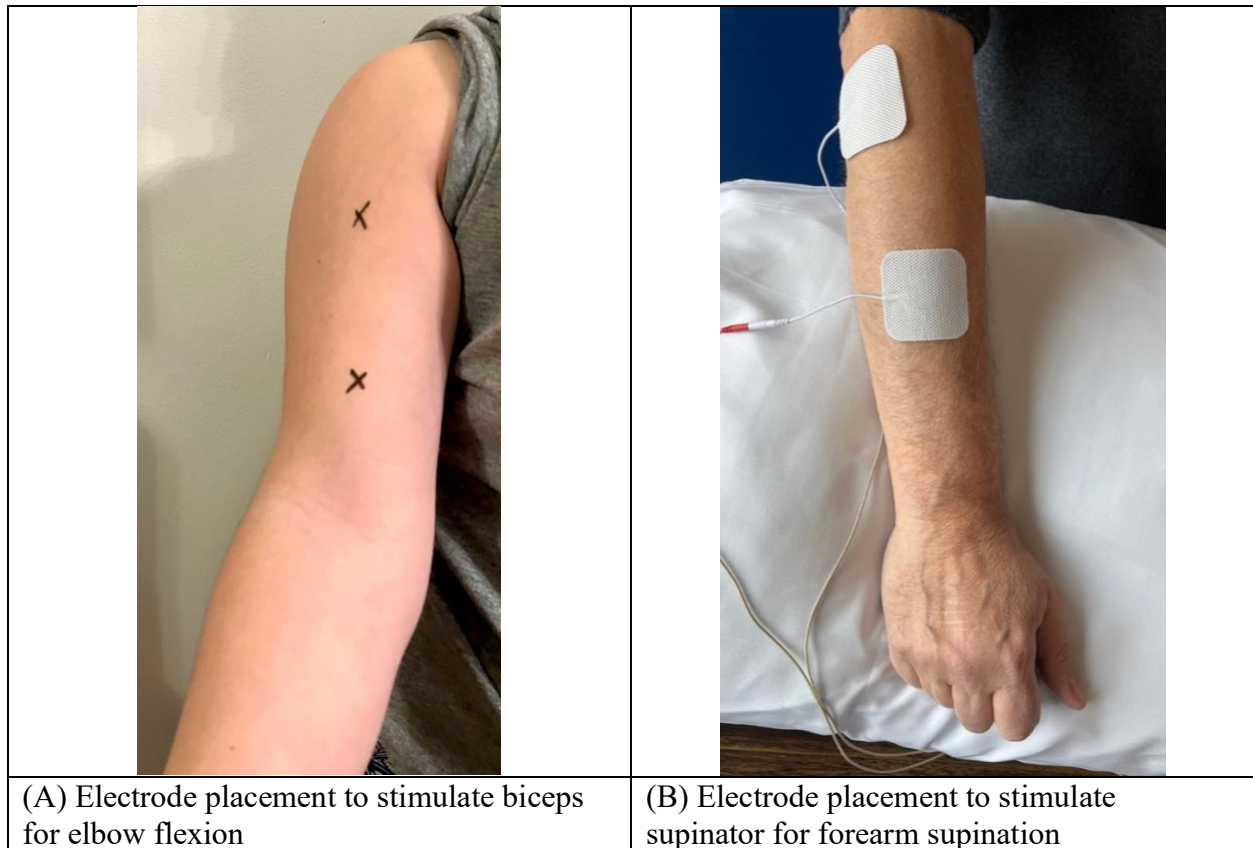 (A) Electrode placement to stimulate biceps
for elbow flexion
(B) Electrode placement to stimulate
supinator for forearm supination